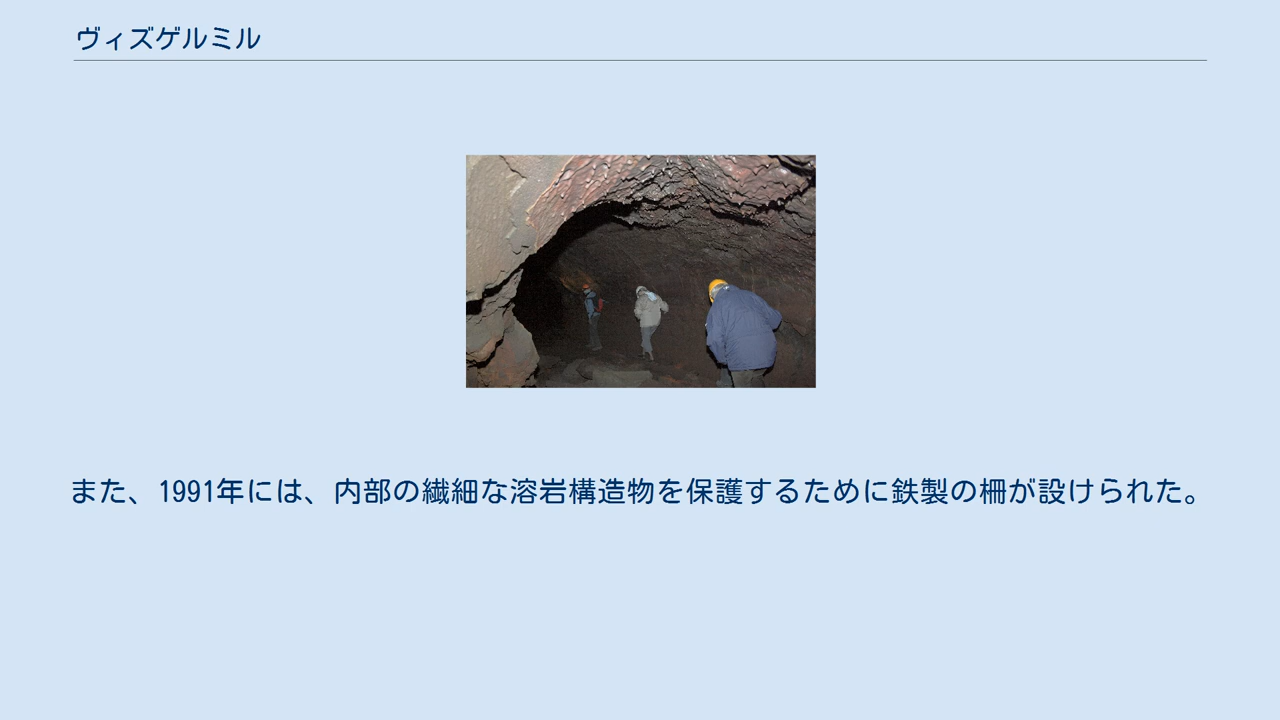 ヴィズゲルミル
また、1991年には、内部の繊細な溶岩構造物を保護するために鉄製の柵が設けられた。